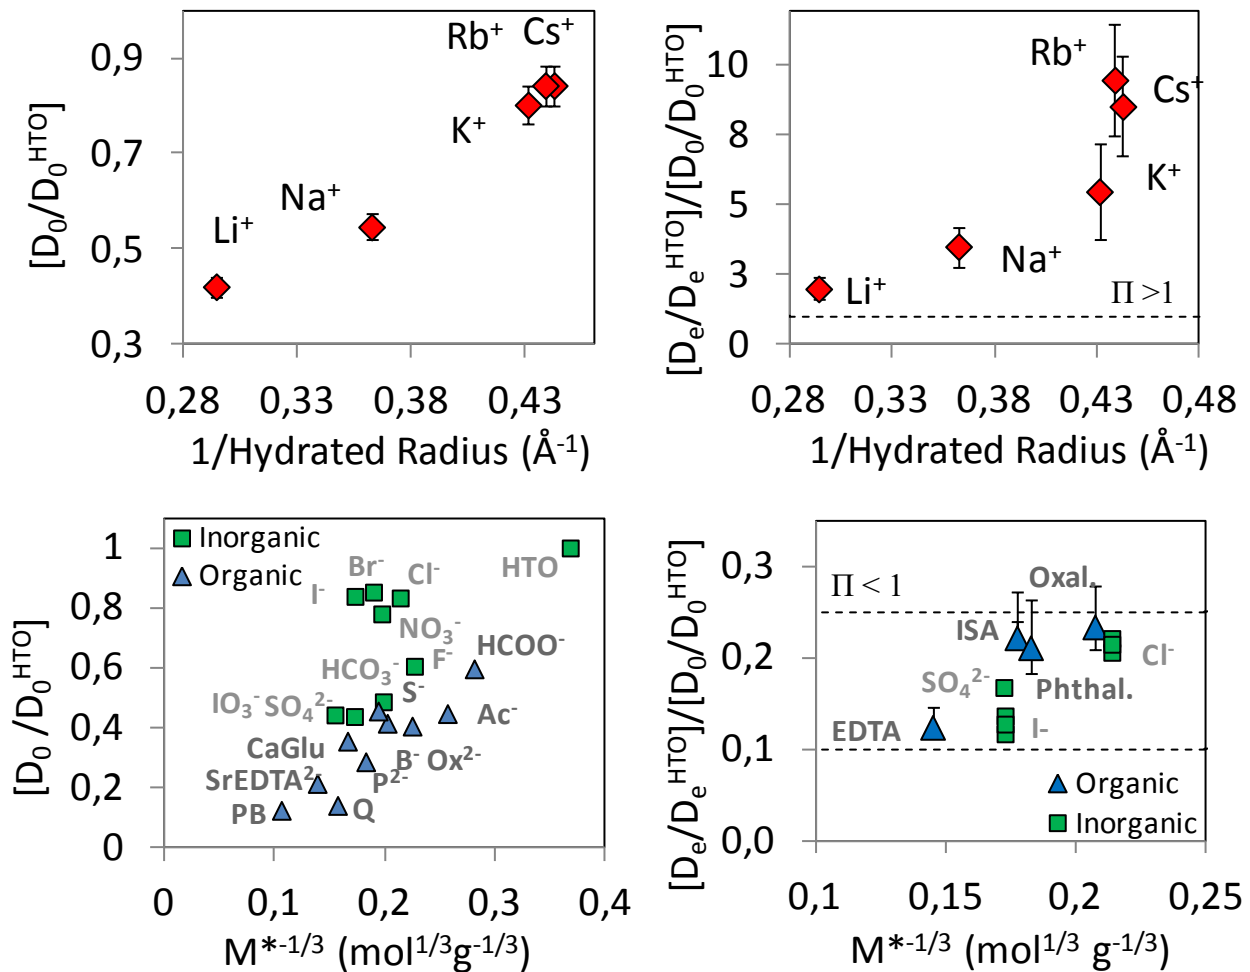 [D₀/D₀ᴴᵀᴼ]
0,9
0,7
0,5
0,3
Rb⁺ Cs⁺
K⁺
Na⁺
Li⁺
0,28 0,33 0,38 0,43
1/Hydrated Radius (Å⁻¹)
[Dₑ/Dₑᴴᵀᴼ]/[D₀/D₀ᴴᵀᴼ]
10
8
5
3
0
Rb⁺
Cs⁺
K⁺
Na⁺
Li⁺
Π >1
0,28 0,33 0,38 0,43 0,48
1/Hydrated Radius (Å⁻¹)
[D₀ /D₀ᴴᵀᴼ]
1
0,8
0,6
0,4
0,2
0
Inorganic
Organic
HTO
Br⁻
I⁻
Cl⁻
NO₃⁻
HCOO⁻
F⁻
HCO₃⁻
S⁻
IO₃⁻ SO₄²⁻
Ac⁻
CaGlu
B⁻ Ox²⁻
SrEDTA²⁻
P²⁻
PB
Q
0 0,1 0,2 0,3 0,4
M*⁻¹/³ (mol¹/³g⁻¹/³)
[Dₑ/Dₑᴴᵀᴼ]/[D₀/D₀ᴴᵀᴼ]
0,3
0,2
0,1
0,0
Π < 1
Oxal.
ISA
Cl⁻
SO₄²⁻
Phthal.
EDTA
I-
Organic
Inorganic
0,1 0,15 0,2 0,25
M*⁻¹/³ (mol¹/³ g⁻¹/³)